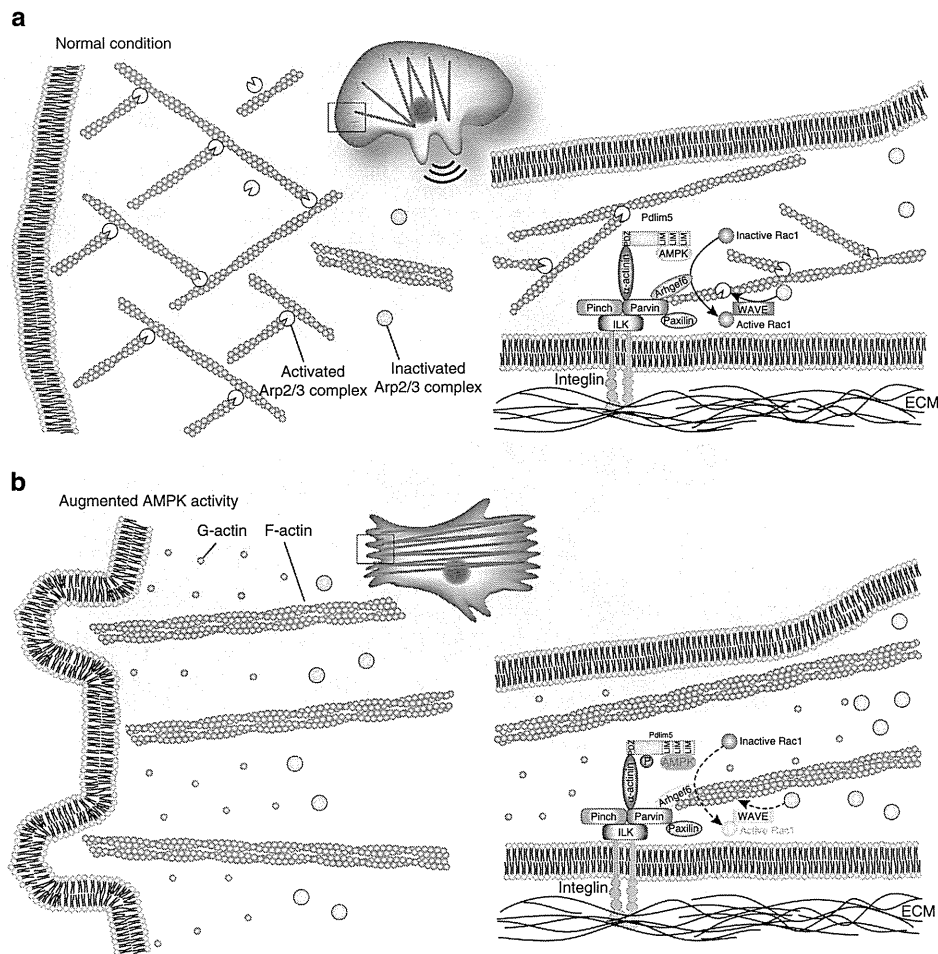 a
Normal condition
Activated
Arp2/3 complex
Inactivated
Arp2/3 complex
Pdlim5
PDZ
LIM
LIM
LIM
AMPK
α-actinin
Inactive Rac1
Arhgef6
Pinch
Parvin
ILK
Paxilin
WAVE
Active Rac1
Integlin
ECM
b
Augmented AMPK activity
G-actin
F-actin
Pdlim5
PDZ
LIM
LIM
LIM
P
AMPK
α-actinin
Inactive Rac1
Arhgef6
Pinch
Parvin
ILK
Paxilin
WAVE
Active Rac1
Integlin
ECM